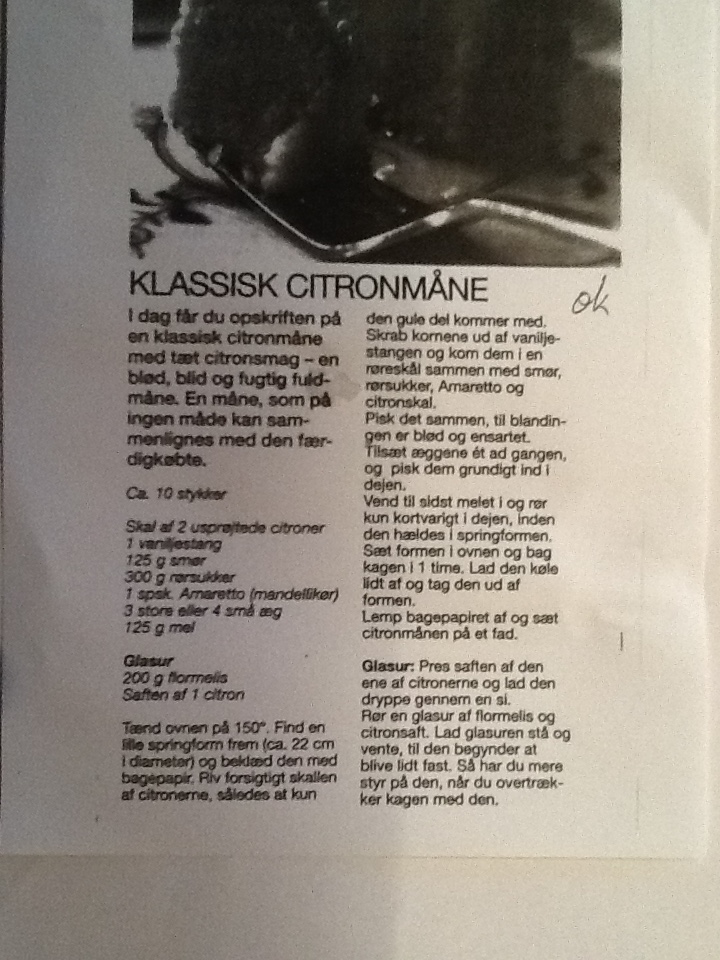 KLASSISK CITRONMÅNE
ok
I dag får du opskriften på
en klassisk citronmåne
med tæt citronsmag – en
blød, blid og fugtig fuld-
måne. En måne, som på
ingen måde kan sam-
menlignes med den fær-
digkøbte.
Ca. 10 stykker
Skal af 2 usprøjtede citroner
1 vaniljestang
125 g smør
300 g rørsukker
1 spsk. Amaretto (mandellikør)
3 store eller 4 små æg
125 g mel
Glasur
200 g flormelis
Saften af 1 citron
Tænd ovnen på 150°. Find en
lille springform frem (ca. 22 cm
i diameter) og beklæd den med
bagepapir. Riv forsigtigt skallen
af citronerne, således at kun
den gule del kommer med.
Skrab kornene ud af vanilje-
stangen og kom dem i en
røreskål sammen med smør,
rørsukker, Amaretto og
citronskal.
Pisk det sammen, til blandin-
gen er blød og ensartet.
Tilsæt æggene ét ad gangen,
og pisk dem grundigt ind i
dejen.
Vend til sidst melet i og rør
kun kortvarigt i dejen, inden
den hældes i springformen.
Sæt formen i ovnen og bag
kagen i 1 time. Lad den køle
lidt af og tag den ud af
formen.
Lemp bagepapiret af og sæt
citronmånen på et fad.
Glasur: Pres saften af den
ene af citronerne og lad den
dryppe gennem en si.
Rør en glasur af flormelis og
citronsaft. Lad glasuren stå og
vente, til den begynder at
blive lidt fast. Så har du mere
styr på den, når du overtræk-
ker kagen med den.